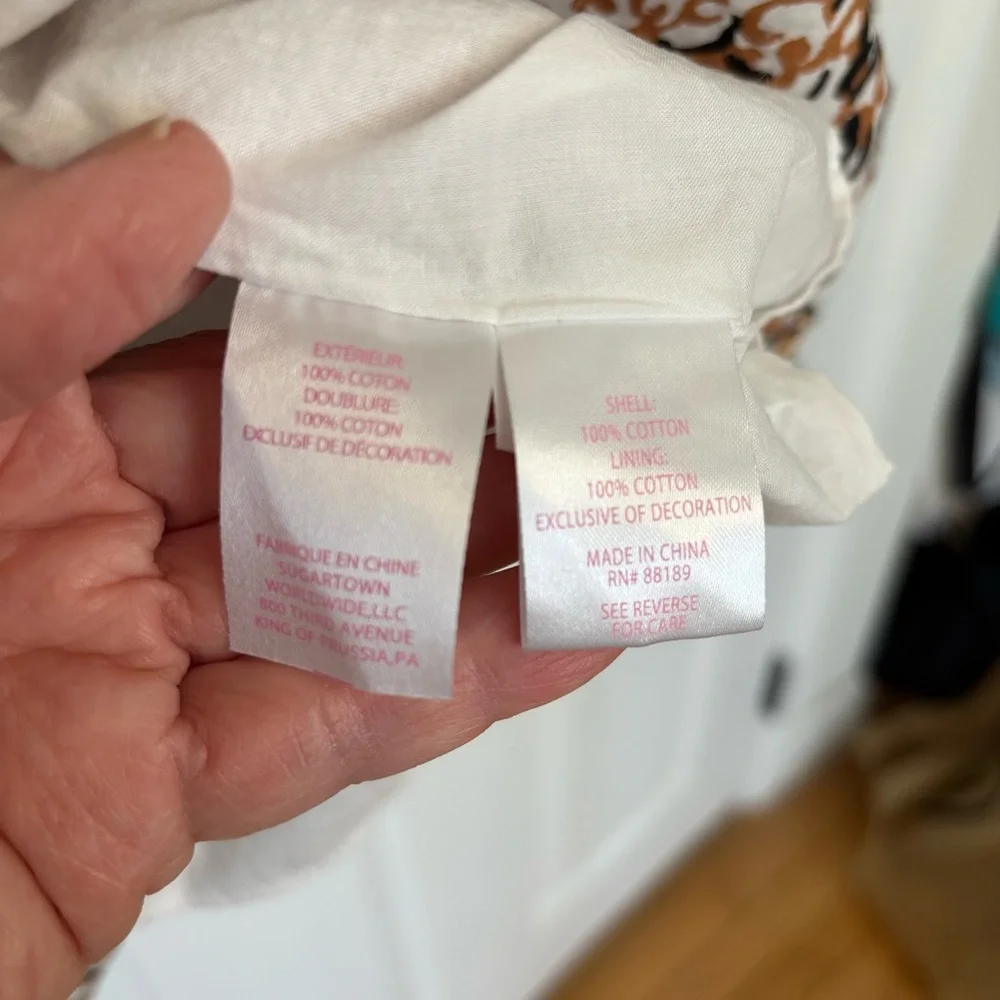 EXTÉRIEUR:
100% COTON
DOUBLURE:
100% COTON
EXCLUSIF DE DÉCORATION
FABRIQUE EN CHINE
SUGARTOWN
WORLDWIDE,LLC
800 THIRD AVENUE
KING OF PRUSSIA,PA
SHELL:
100% COTTON
LINING:
100% COTTON
EXCLUSIVE OF DECORATION
MADE IN CHINA
RN# 88189
SEE REVERSE
FOR CARE